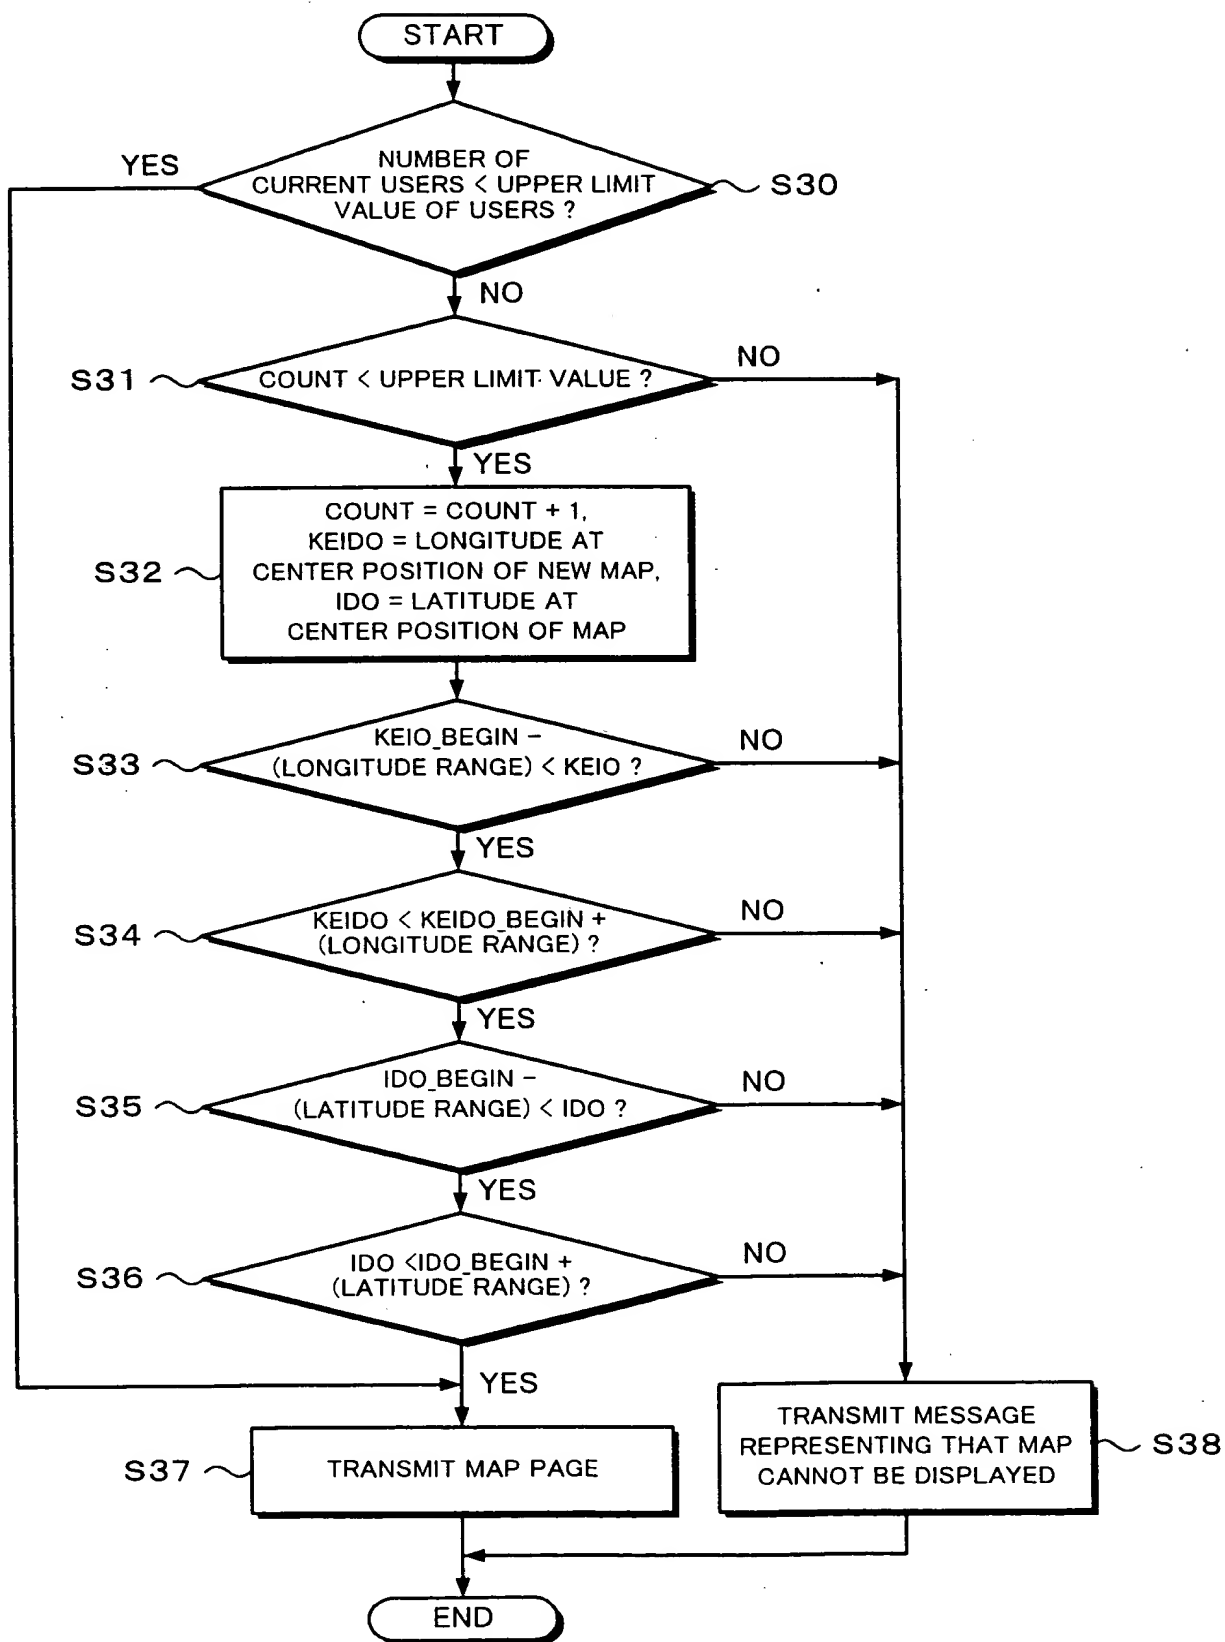 START
YES
NUMBER OF
CURRENT USERS < UPPER LIMIT
VALUE OF USERS ?
S30
NO
S31
COUNT < UPPER LIMIT VALUE ?
NO
YES
S32
COUNT = COUNT + 1,
KEIDO = LONGITUDE AT
CENTER POSITION OF NEW MAP,
IDO = LATITUDE AT
CENTER POSITION OF MAP
S33
KEIO_BEGIN –
(LONGITUDE RANGE) < KEIO ?
NO
YES
S34
KEIDO < KEIDO_BEGIN +
(LONGITUDE RANGE) ?
NO
YES
S35
IDO_BEGIN –
(LATITUDE RANGE) < IDO ?
NO
YES
S36
IDO <IDO_BEGIN +
(LATITUDE RANGE) ?
NO
YES
S37
TRANSMIT MAP PAGE
TRANSMIT MESSAGE
REPRESENTING THAT MAP
CANNOT BE DISPLAYED
S38
END